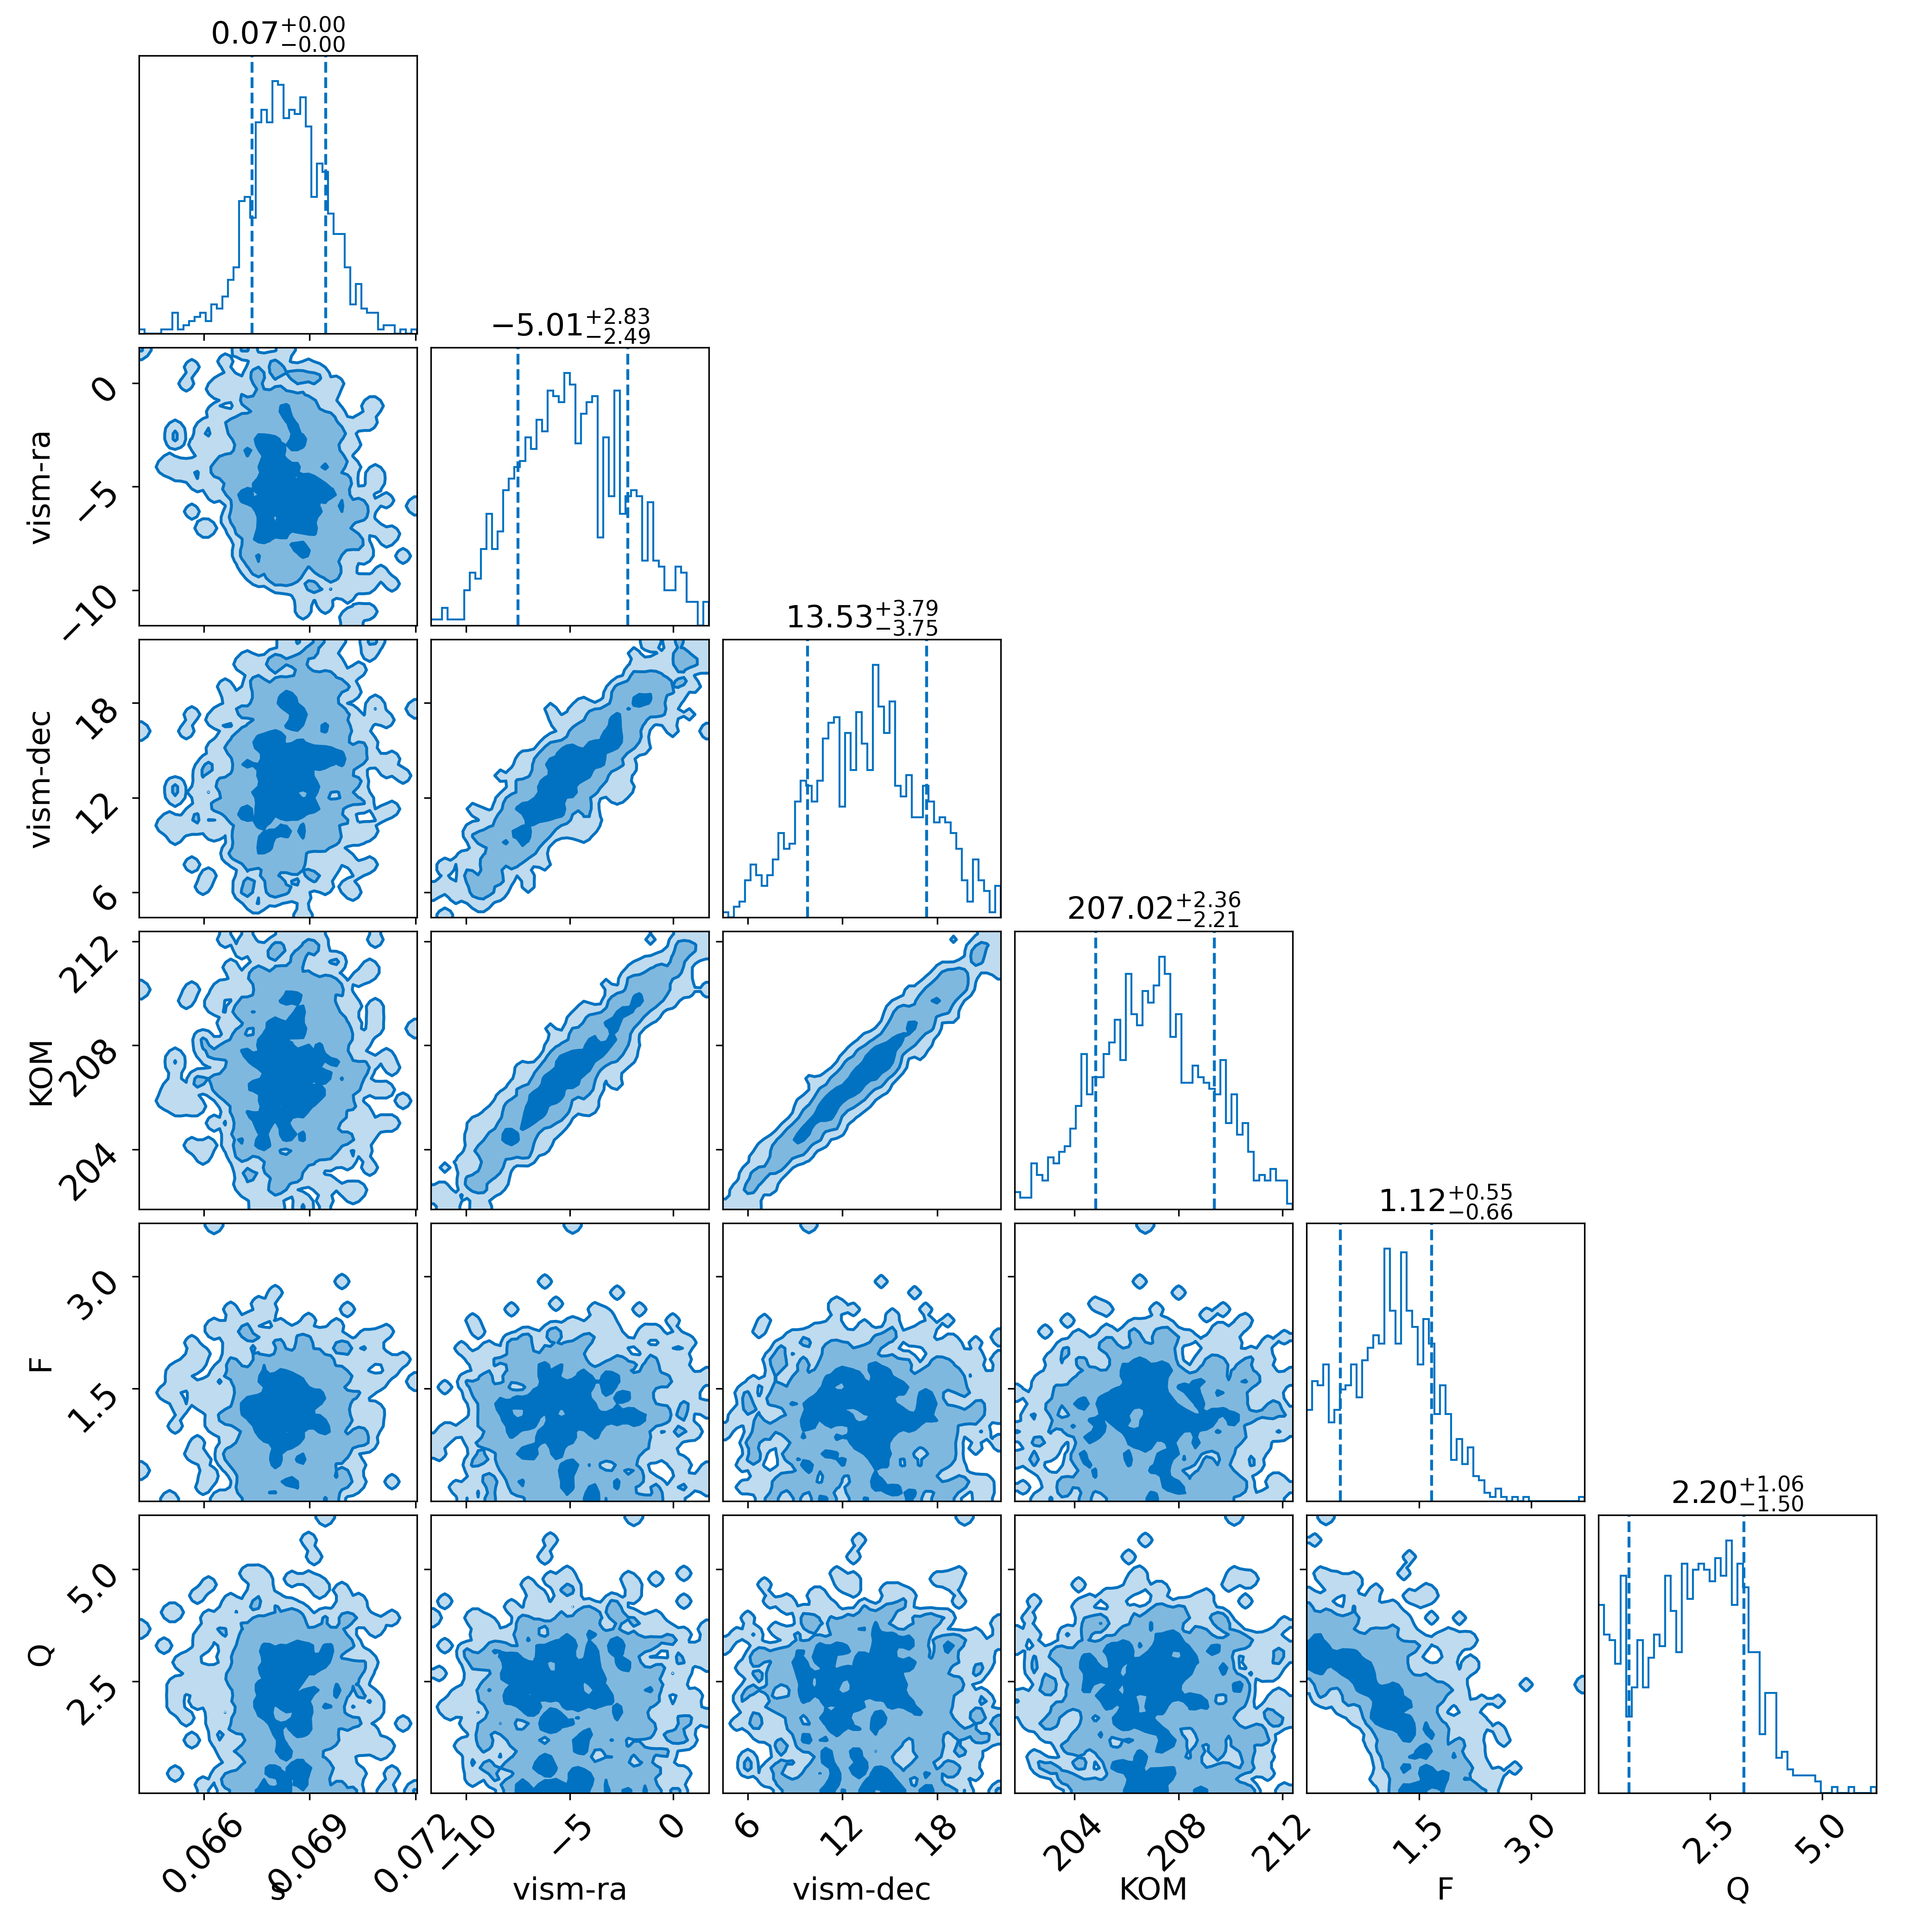 0.07+0.00−0.00
−5.01+2.83−2.49
0
−5
−10
vism-ra
13.53+3.79−3.75
18
12
6
vism-dec
207.02+2.36−2.21
212
208
204
KOM
1.12+0.55−0.66
3.0
1.5
F
2.20+1.06−1.50
5.0
2.5
Q
0.066 0.069 0.072 −10 −5 0 6 12 18 204 208 212 1.5 3.0 2.5 5.0
s vism-ra vism-dec KOM F Q